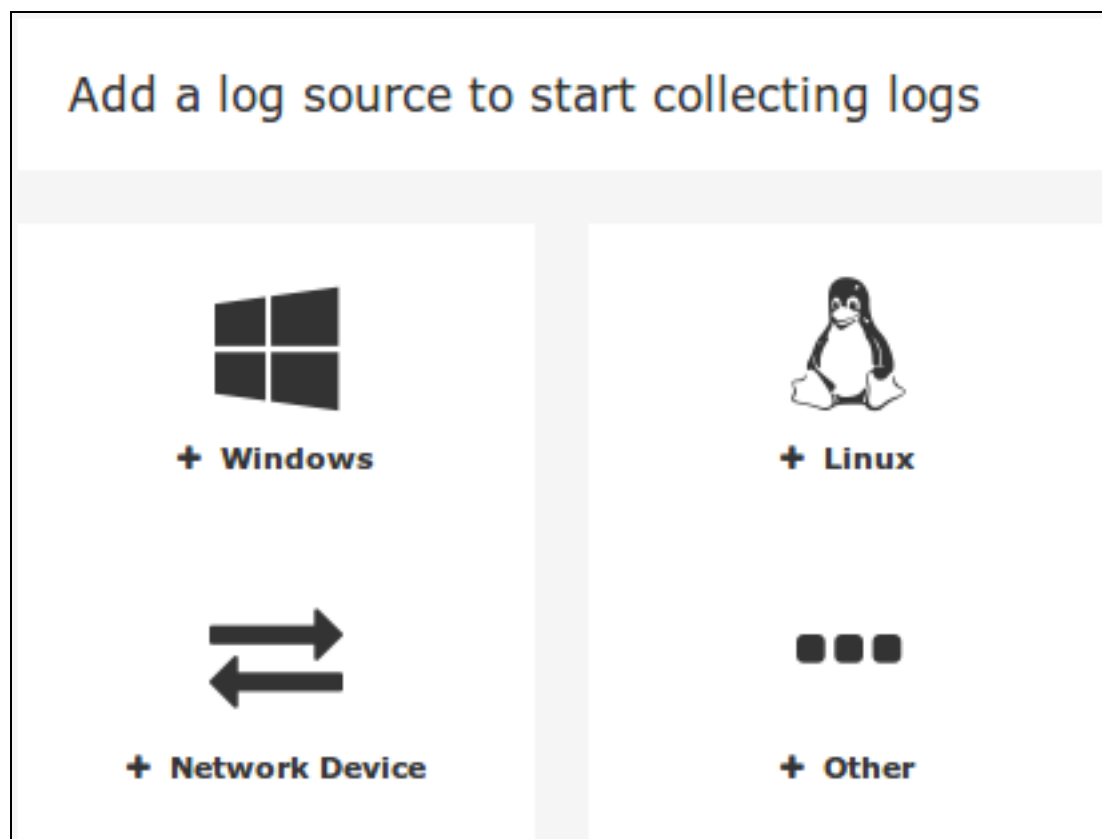 Add a log source to start collecting logs
+ Windows
+ Linux
+ Network Device
+ Other